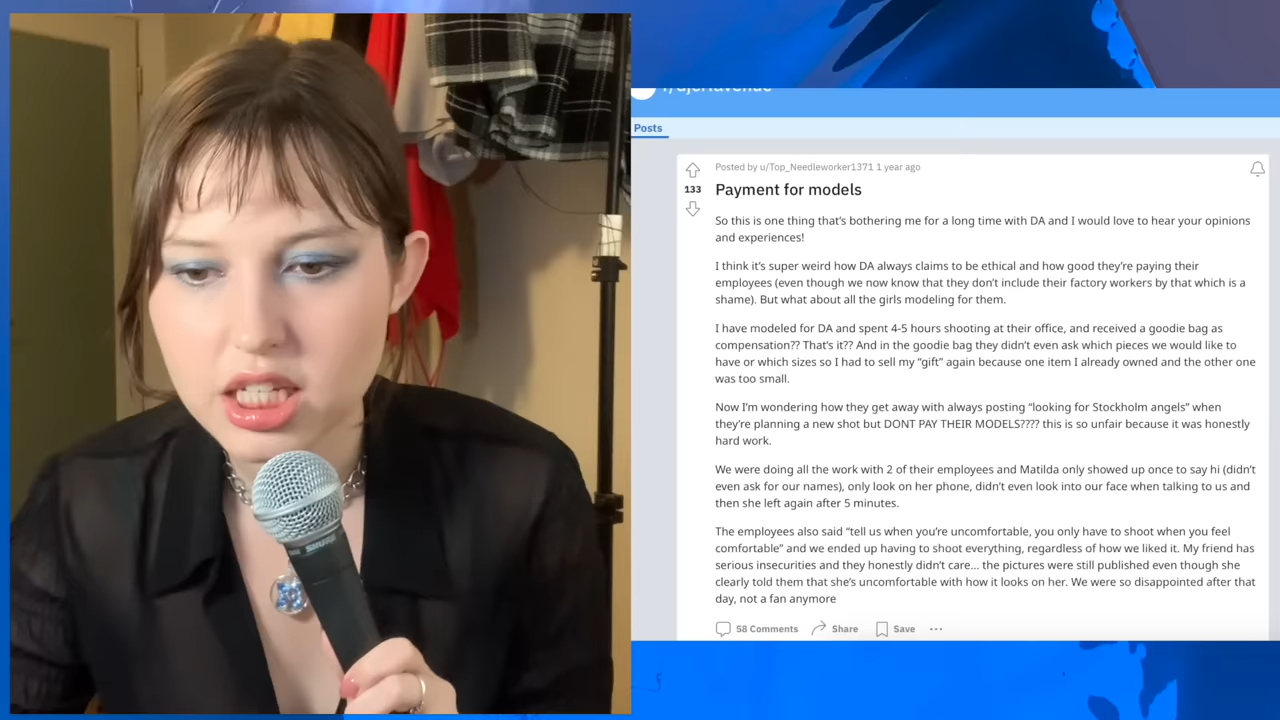 r/djerfavenue
Posts
Posted by u/Top_Needleworker1371 1 year ago
133
Payment for models
So this is one thing that's bothering me for a long time with DA and I would love to hear your opinions
and experiences!
I think it's super weird how DA always claims to be ethical and how good they're paying their
employees (even though we now know that they don't include their factory workers by that which is a
shame). But what about all the girls modeling for them.
I have modeled for DA and spent 4-5 hours shooting at their office, and received a goodie bag as
compensation?? That's it?? And in the goodie bag they didn't even ask which pieces we would like to
have or which sizes so I had to sell my “gift” again because one item I already owned and the other one
was too small.
Now I'm wondering how they get away with always posting “looking for Stockholm angels” when
they're planning a new shot but DONT PAY THEIR MODELS???? this is so unfair because it was honestly
hard work.
We were doing all the work with 2 of their employees and Matilda only showed up once to say hi (didn't
even ask for our names), only look on her phone, didn't even look into our face when talking to us and
then she left again after 5 minutes.
The employees also said “tell us when you're uncomfortable, you only have to shoot when you feel
comfortable” and we ended up having to shoot everything, regardless of how we liked it. My friend has
serious insecurities and they honestly didn't care... the pictures were still published even though she
clearly told them that she's uncomfortable with how it looks on her. We were so disappointed after that
day, not a fan anymore
58 Comments Share Save
SHURE